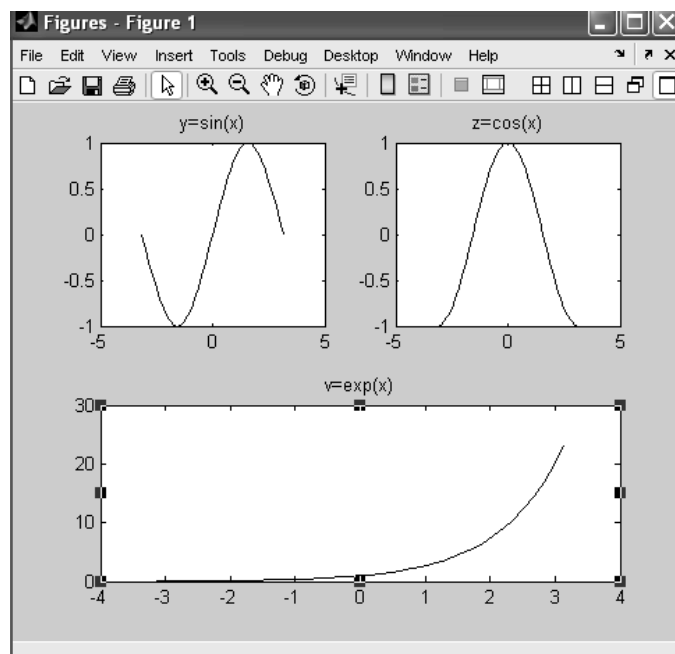 Figures - Figure 1
File Edit View Insert Tools Debug Desktop Window Help
y=sin(x)
1
0.5
0
-0.5
-1
-5 0 5
z=cos(x)
1
0.5
0
-0.5
-1
-5 0 5
v=exp(x)
30
20
10
0
-4 -3 -2 -1 0 1 2 3 4